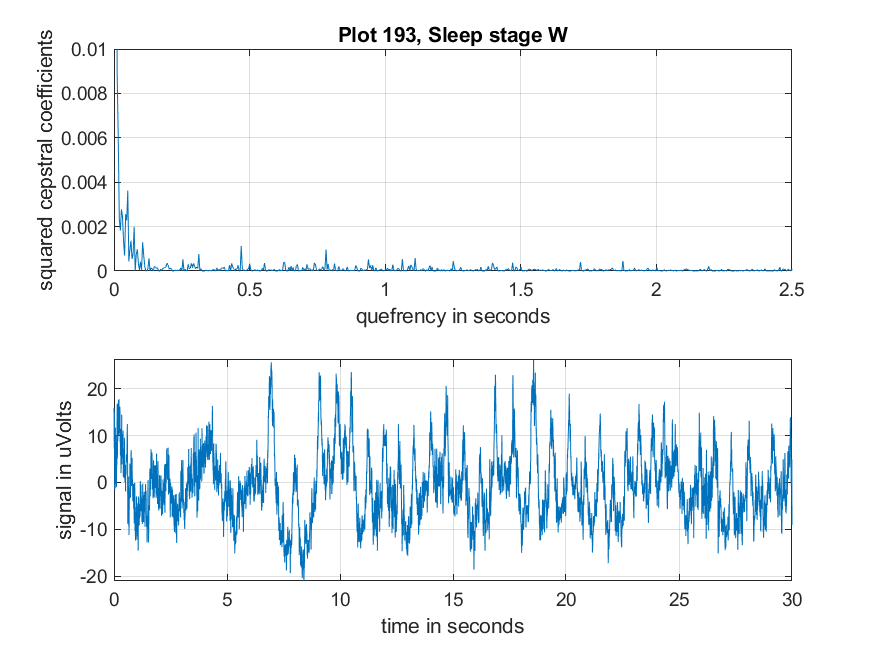 Plot 193, Sleep stage W
squared cepstral coefficients
0.01
0.008
0.006
0.004
0.002
0
0 0.5 1 1.5 2 2.5
quefrency in seconds
signal in uVolts
20
10
0
-10
-20
0 5 10 15 20 25 30
time in seconds